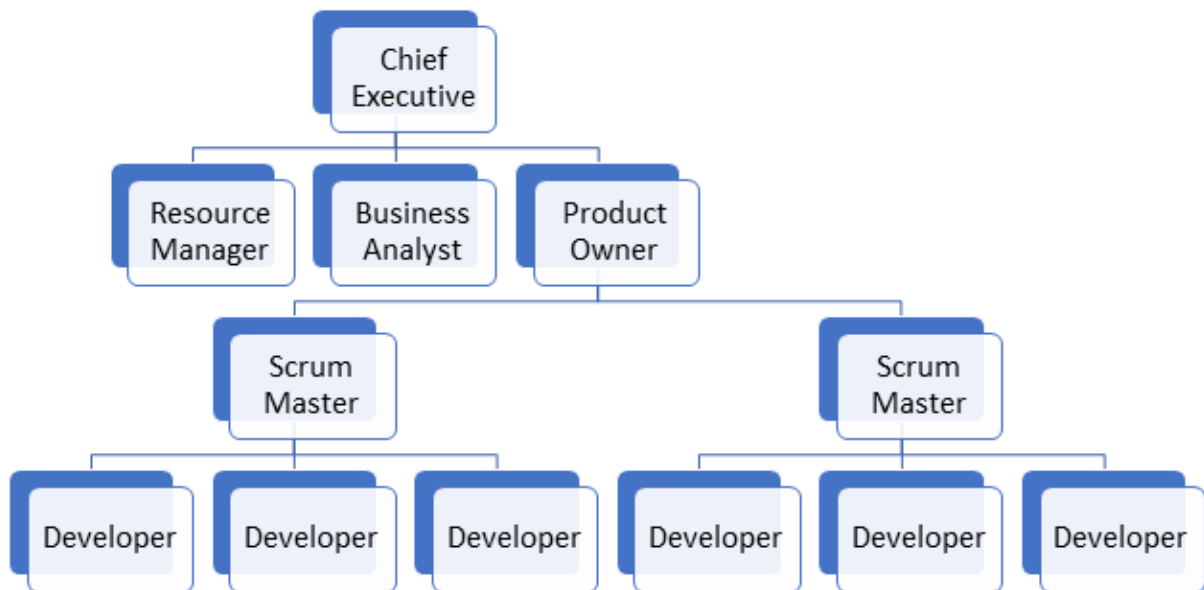 Chief
Executive
Resource
Manager
Business
Analyst
Product
Owner
Scrum
Master
Scrum
Master
Developer
Developer
Developer
Developer
Developer
Developer